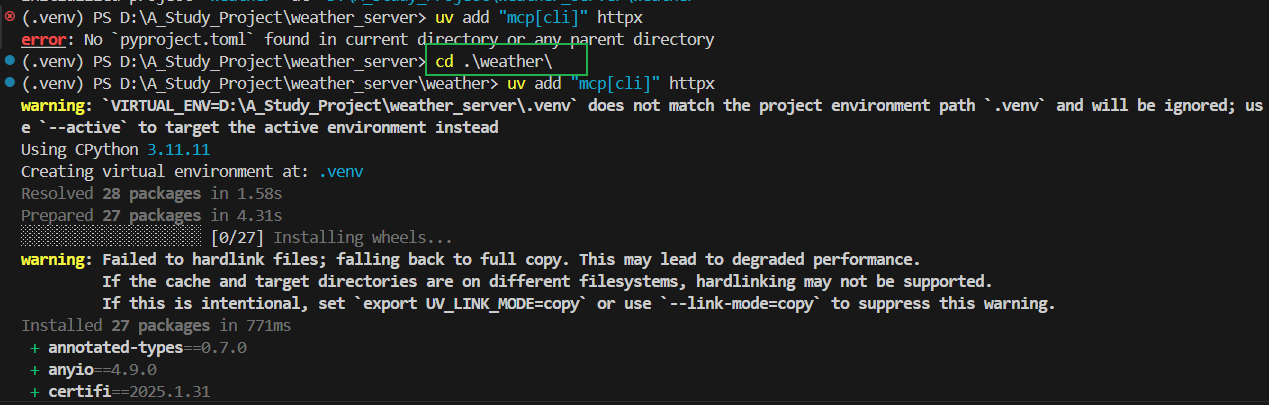 (.venv) PS D:\A_Study_Project\weather_server> uv add "mcp[cli]" httpx
error: No `pyproject.toml` found in current directory or any parent directory
(.venv) PS D:\A_Study_Project\weather_server> cd .\weather\
(.venv) PS D:\A_Study_Project\weather_server\weather> uv add "mcp[cli]" httpx
warning: `VIRTUAL_ENV=D:\A_Study_Project\weather_server\.venv` does not match the project environment path `.venv` and will be ignored; us
e `--active` to target the active environment instead
Using CPython 3.11.11
Creating virtual environment at: .venv
Resolved 28 packages in 1.58s
Prepared 27 packages in 4.31s
[0/27] Installing wheels...
warning: Failed to hardlink files; falling back to full copy. This may lead to degraded performance.
If the cache and target directories are on different filesystems, hardlinking may not be supported.
If this is intentional, set `export UV_LINK_MODE=copy` or use `--link-mode=copy` to suppress this warning.
Installed 27 packages in 771ms
+ annotated-types==0.7.0
+ anyio==4.9.0
+ certifi==2025.1.31